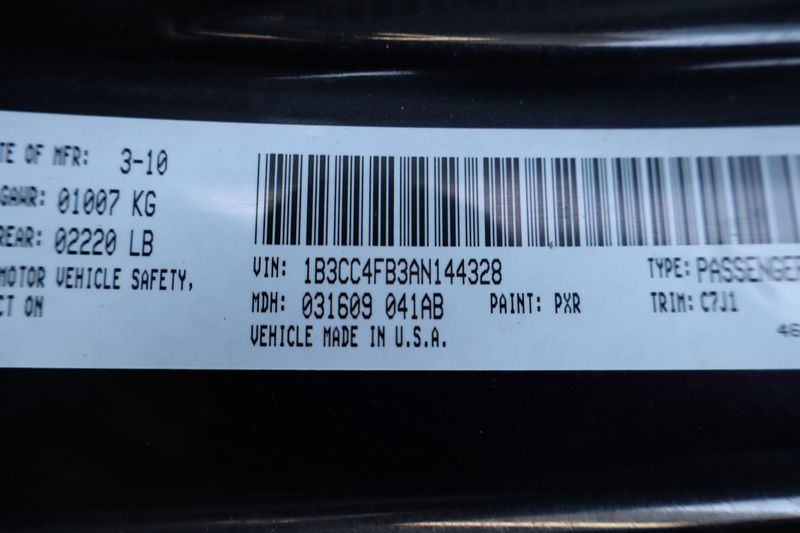 TE OF MFR: 3-10
GAWR: 01007 KG
REAR: 02220 LB
MOTOR VEHICLE SAFETY,
CT ON
VIN: 1B3CC4FB3AN144328 TYPE: PASSENGER
MDH: 031609 041AB PAINT: PXR TRIM: C7J1
VEHICLE MADE IN U.S.A.
46